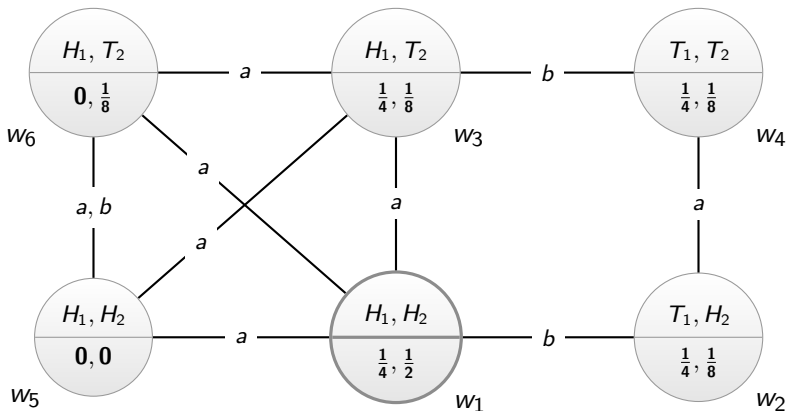 H₁, T₂ a H₁, T₂ b T₁, T₂
0, 1/8 1/4, 1/8 1/4, 1/8
w₆ w₃ w₄
a
a, b a a
a
H₁, H₂ a H₁, H₂ b T₁, H₂
0, 0 1/4, 1/2 1/4, 1/8
w₅ w₁ w₂